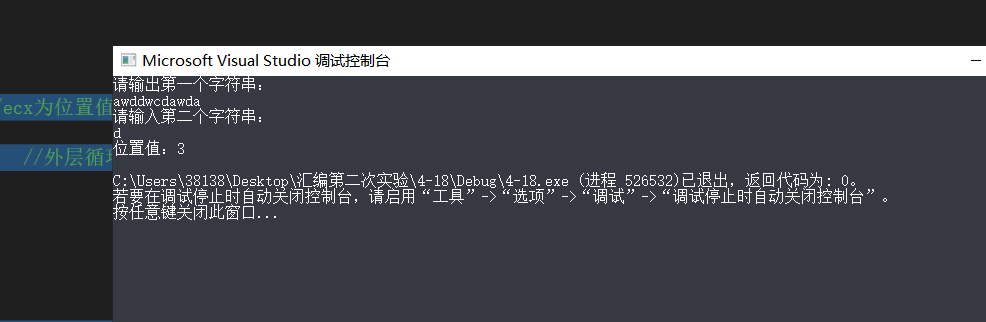 Microsoft Visual Studio 调试控制台
请输出第一个字符串：
awddwcdawda
请输入第二个字符串：
d
位置值：3
C:\Users\38138\Desktop\汇编第二次实验\4-18\Debug\4-18.exe (进程 526532)已退出，返回代码为: 0。
若要在调试停止时自动关闭控制台，请启用“工具”->“选项”->“调试”->“调试停止时自动关闭控制台”。
按任意键关闭此窗口...
ecx为位置值
//外层循